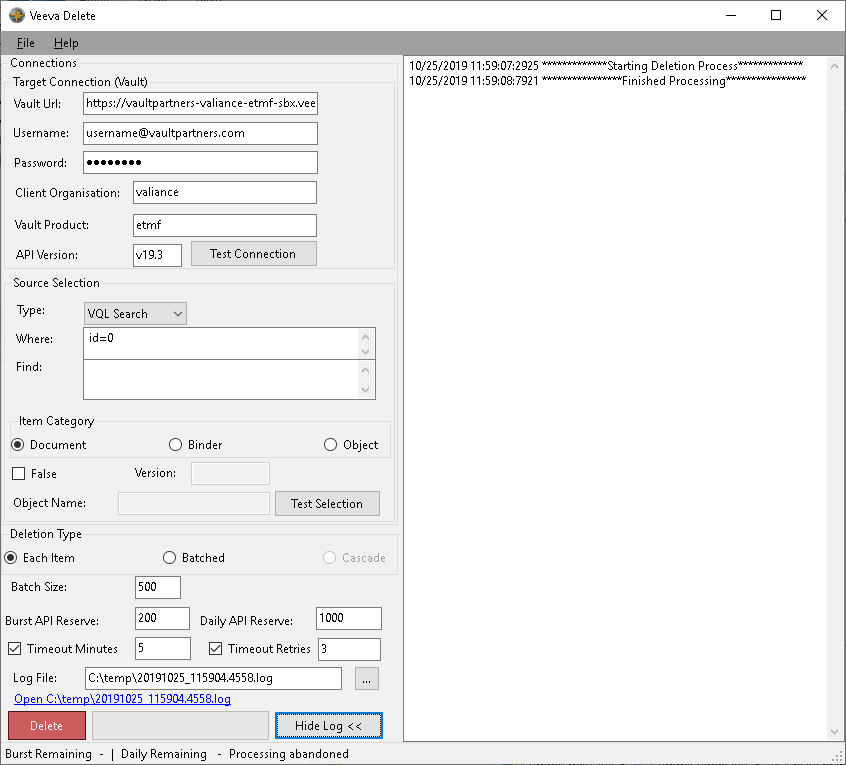 Veeva Delete
File Help
Connections
Target Connection (Vault)
Vault Url: https://vaultpartners-valiance-etmf-sbx.vee
Username: username@vaultpartners.com
Password: ●●●●●●●●
Client Organisation: valiance
Vault Product: etmf
API Version: v19.3 Test Connection
Source Selection
Type: VQL Search
Where: id=0
Find:
Item Category
Document Binder Object
False Version:
Object Name: Test Selection
Deletion Type
Each Item Batched Cascade
Batch Size: 500
Burst API Reserve: 200 Daily API Reserve: 1000
Timeout Minutes 5 Timeout Retries 3
Log File: C:\temp\20191025_115904.4558.log ...
Open C:\temp\20191025_115904.4558.log
Delete Hide Log <<
10/25/2019 11:59:07:2925 *************Starting Deletion Process*************
10/25/2019 11:59:08:7921 ****************Finished Processing****************
Burst Remaining - | Daily Remaining - Processing abandoned